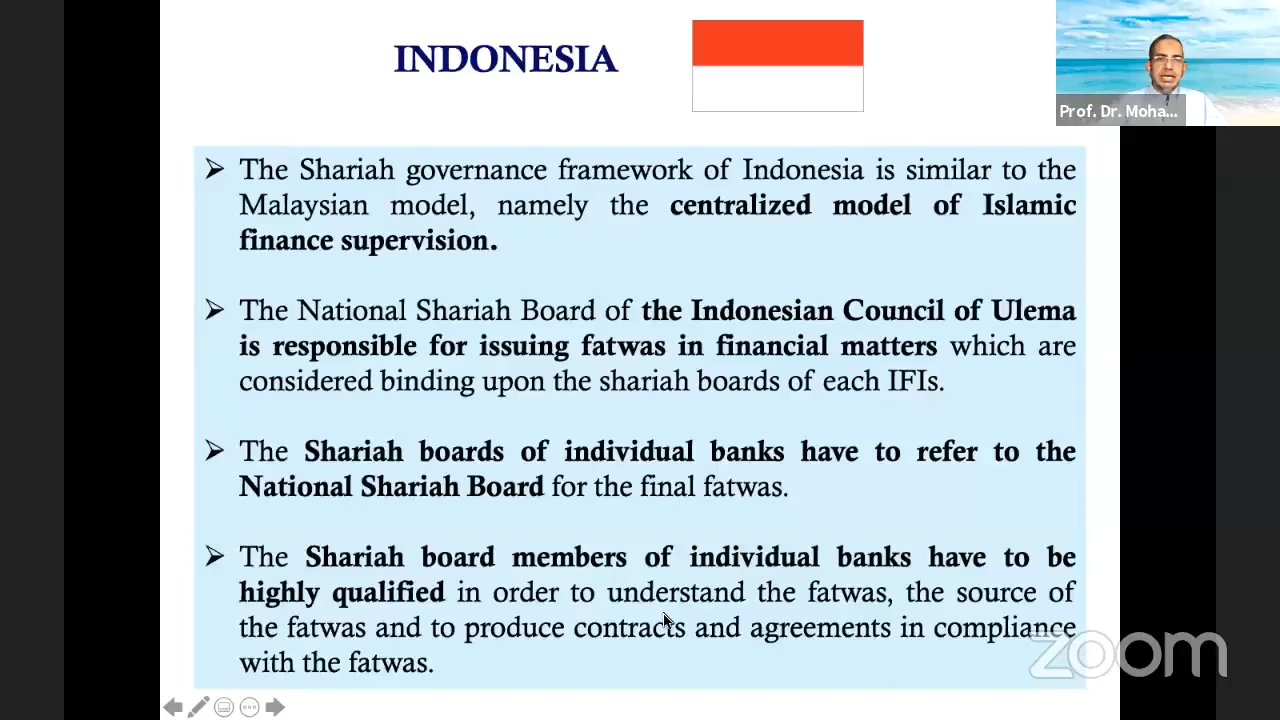 INDONESIA
Prof. Dr. Moha...
➢ The Shariah governance framework of Indonesia is similar to the
Malaysian model, namely the centralized model of Islamic
finance supervision.
➢ The National Shariah Board of the Indonesian Council of Ulema
is responsible for issuing fatwas in financial matters which are
considered binding upon the shariah boards of each IFIs.
➢ The Shariah boards of individual banks have to refer to the
National Shariah Board for the final fatwas.
➢ The Shariah board members of individual banks have to be
highly qualified in order to understand the fatwas, the source of
the fatwas and to produce contracts and agreements in compliance
with the fatwas.
zoom